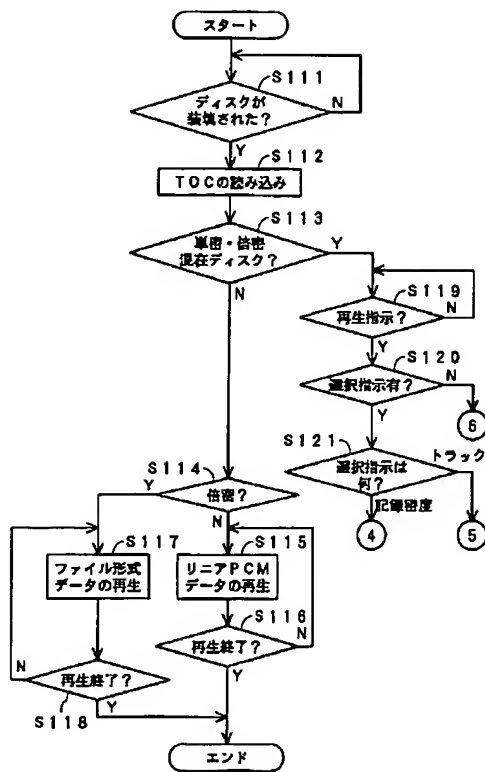 スタート
S111
ディスクが
装填された？
N
Y
S112
TOCの読み込み
S113
単密・倍密
混在ディスク？
Y
N
S119
再生指示？
N
Y
S120
選択指示有？
N
Y
6
S121
選択指示は
何？
トラック
記録密度
4
5
S114
倍密？
Y
N
S117
ファイル形式
データの再生
S115
リニアPCM
データの再生
S116
再生終了？
N
Y
再生終了？
N
Y
S118
エンド